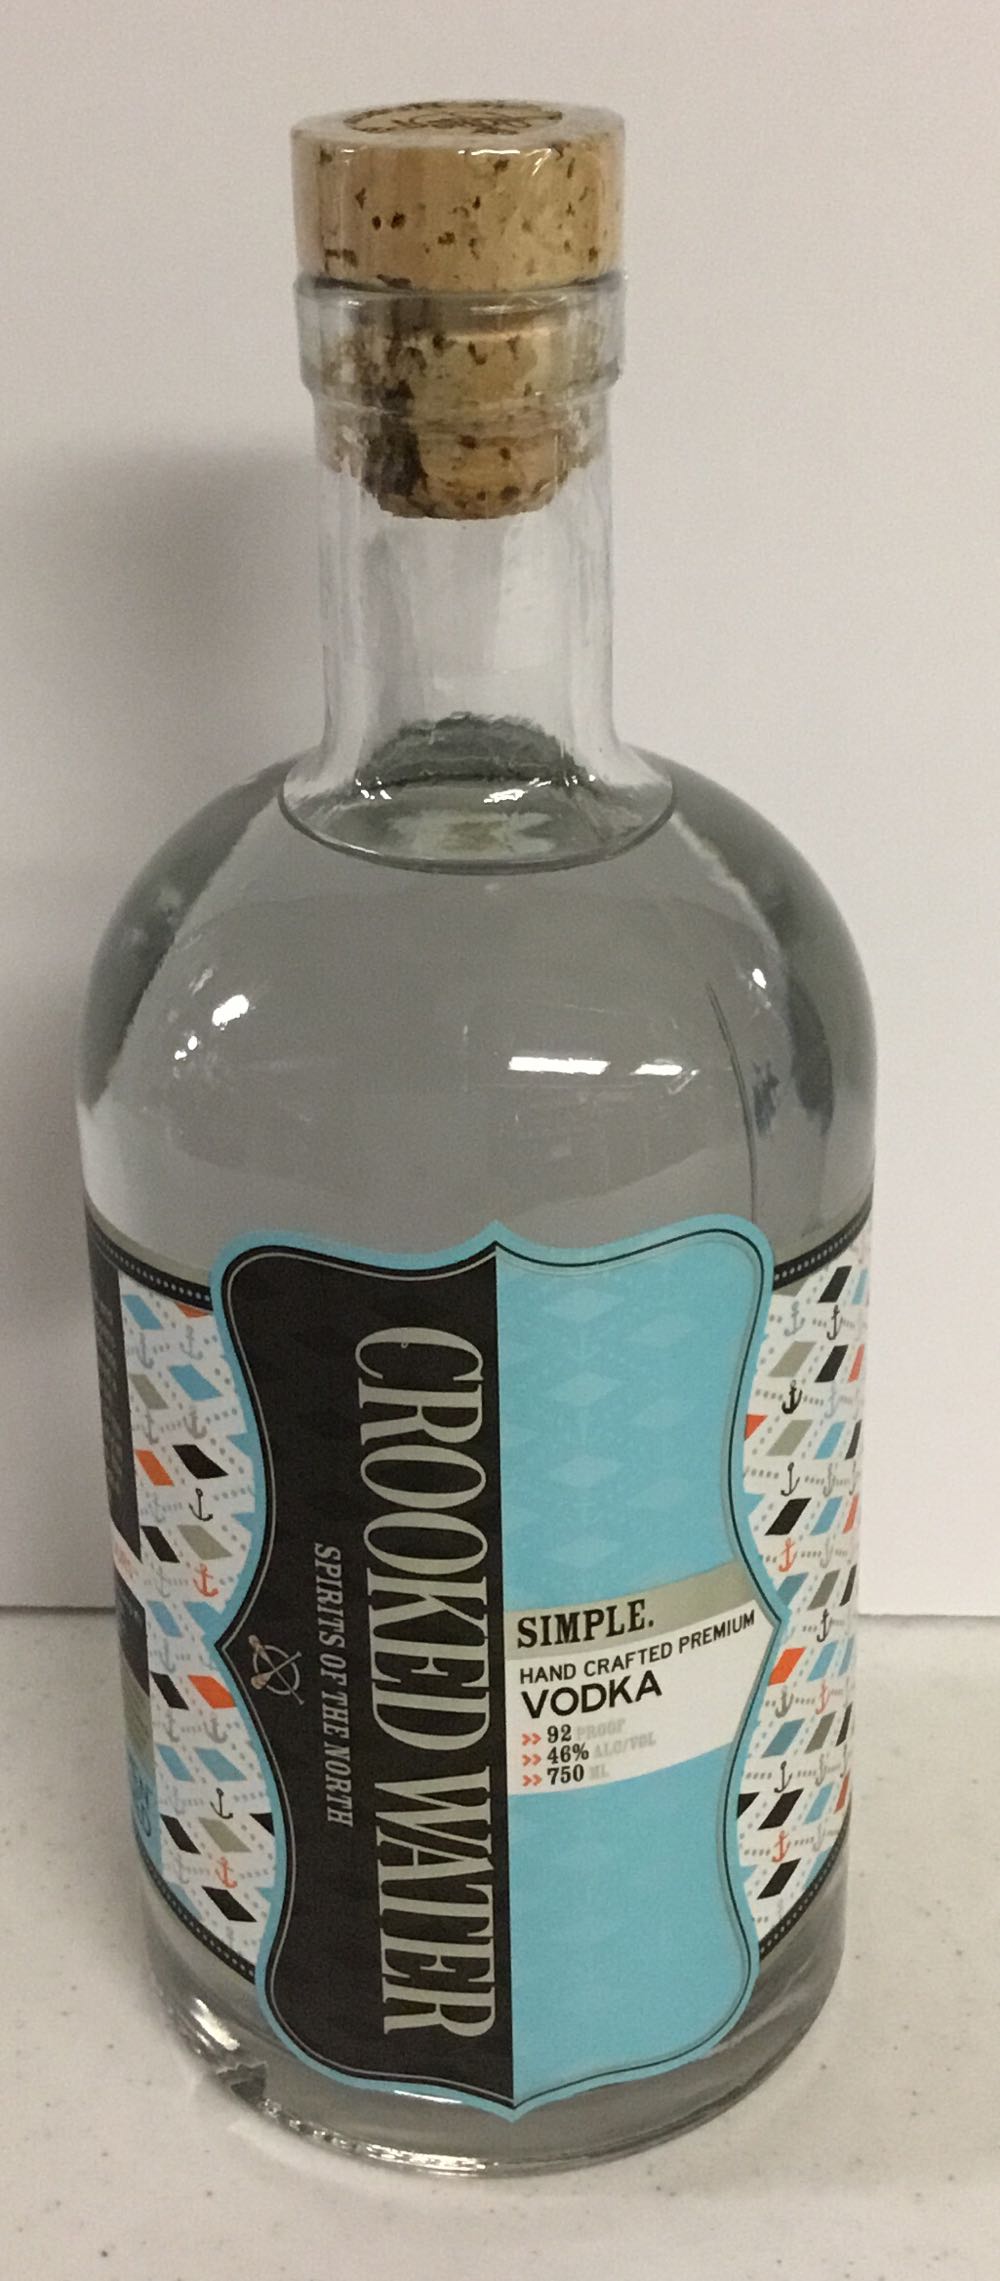 CROOKED WATER
SPIRITS OF THE NORTH
SIMPLE.
HAND CRAFTED PREMIUM
VODKA
>> 92 PROOF
>> 46% ALC/VOL
>> 750 ML